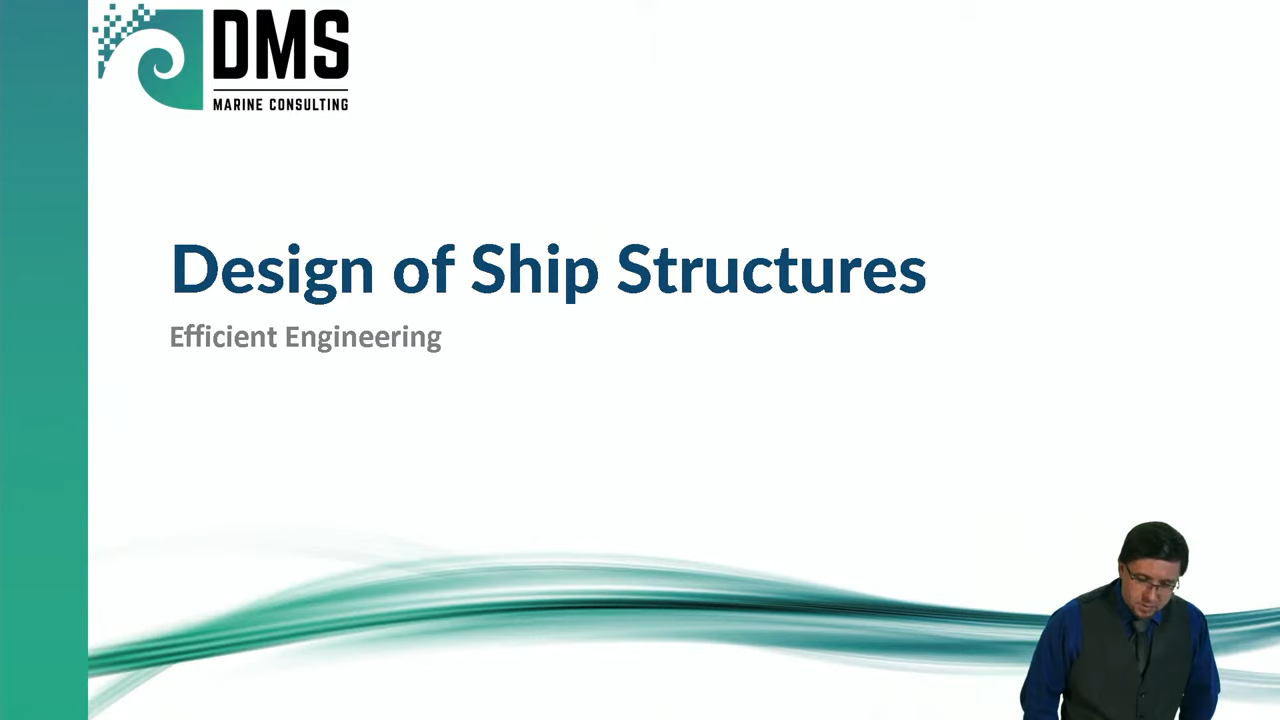 DMS
MARINE CONSULTING
Design of Ship Structures
Efficient Engineering